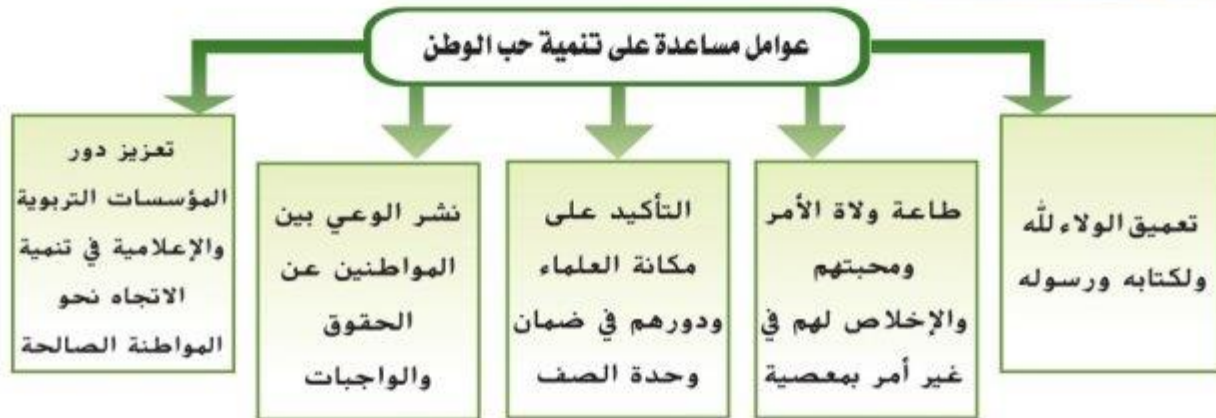 عوامل مساعدة على تنمية حب الوطن
تعميق الولاء لله
ولكتابه ورسوله
طاعة ولاة الأمر
ومحبتهم
والإخلاص لهم في
غير أمر بمعصية
التأكيد على
مكانة العلماء
ودورهم في ضمان
وحدة الصف
نشر الوعي بين
المواطنين عن
الحقوق
والواجبات
تعزيز دور
المؤسسات التربوية
والإعلامية في تنمية
الاتجاه نحو
المواطنة الصالحة